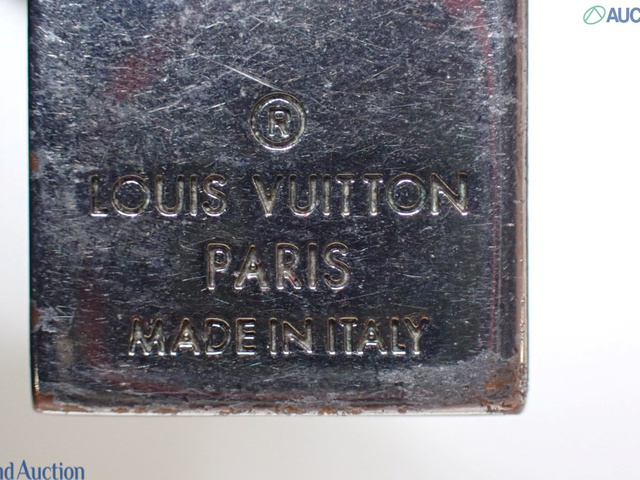 AUC
®
LOUIS VUITTON
PARIS
MADE IN ITALY
nd Auction